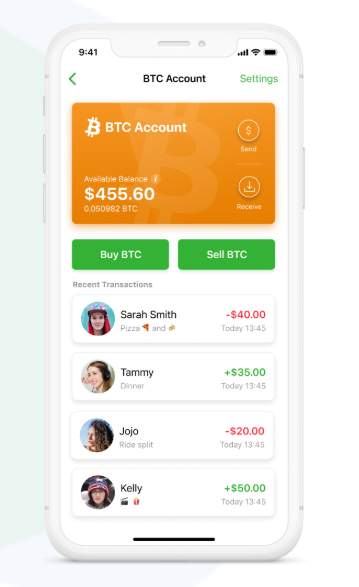 9:41
BTC Account
Settings
BTC Account
$
Send
Available Balance i
$455.60
0.050982 BTC
Receive
Buy BTC
Sell BTC
Recent Transactions
Sarah Smith
-$40.00
Pizza 🍕 and 🌮
Today 13:45
Tammy
+$35.00
Dinner
Today 13:45
Jojo
-$20.00
Ride split
Today 13:45
Kelly
+$50.00
🎬 🍿
Today 13:45